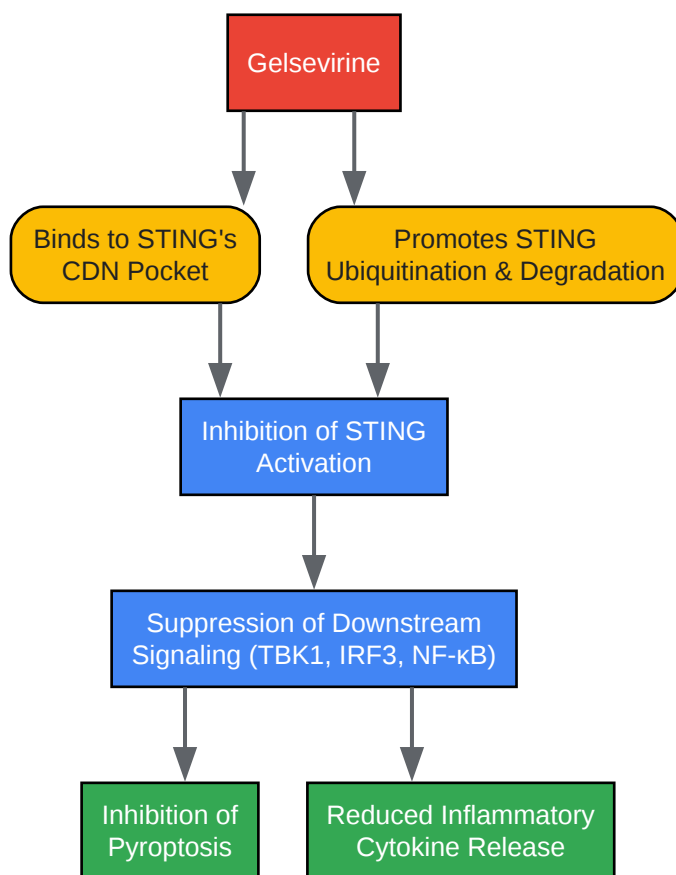 Gelsevirine
Binds to STING's
CDN Pocket
Promotes STING
Ubiquitination & Degradation
Inhibition of STING
Activation
Suppression of Downstream
Signaling (TBK1, IRF3, NF-κB)
Inhibition of
Pyroptosis
Reduced Inflammatory
Cytokine Release